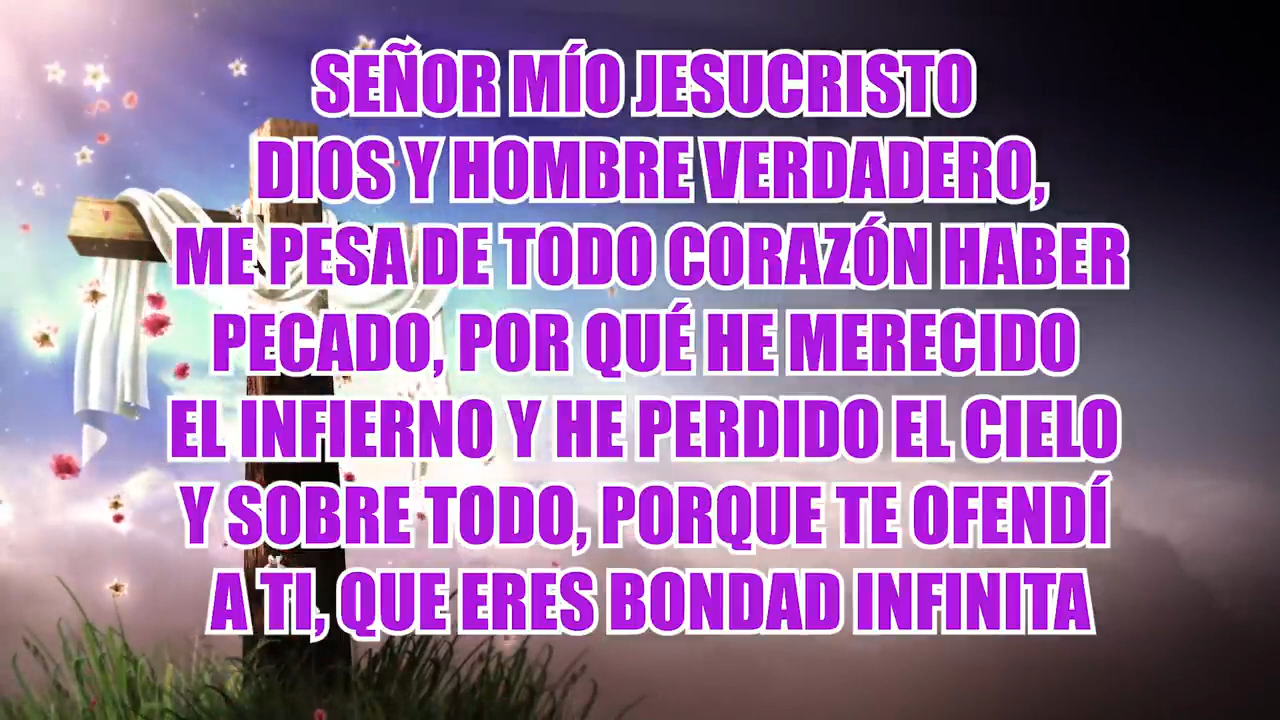 SEÑOR MÍO JESUCRISTO
DIOS Y HOMBRE VERDADERO,
ME PESA DE TODO CORAZÓN HABER
PECADO, POR QUÉ HE MERECIDO
EL INFIERNO Y HE PERDIDO EL CIELO
Y SOBRE TODO, PORQUE TE OFENDÍ
A TI, QUE ERES BONDAD INFINITA